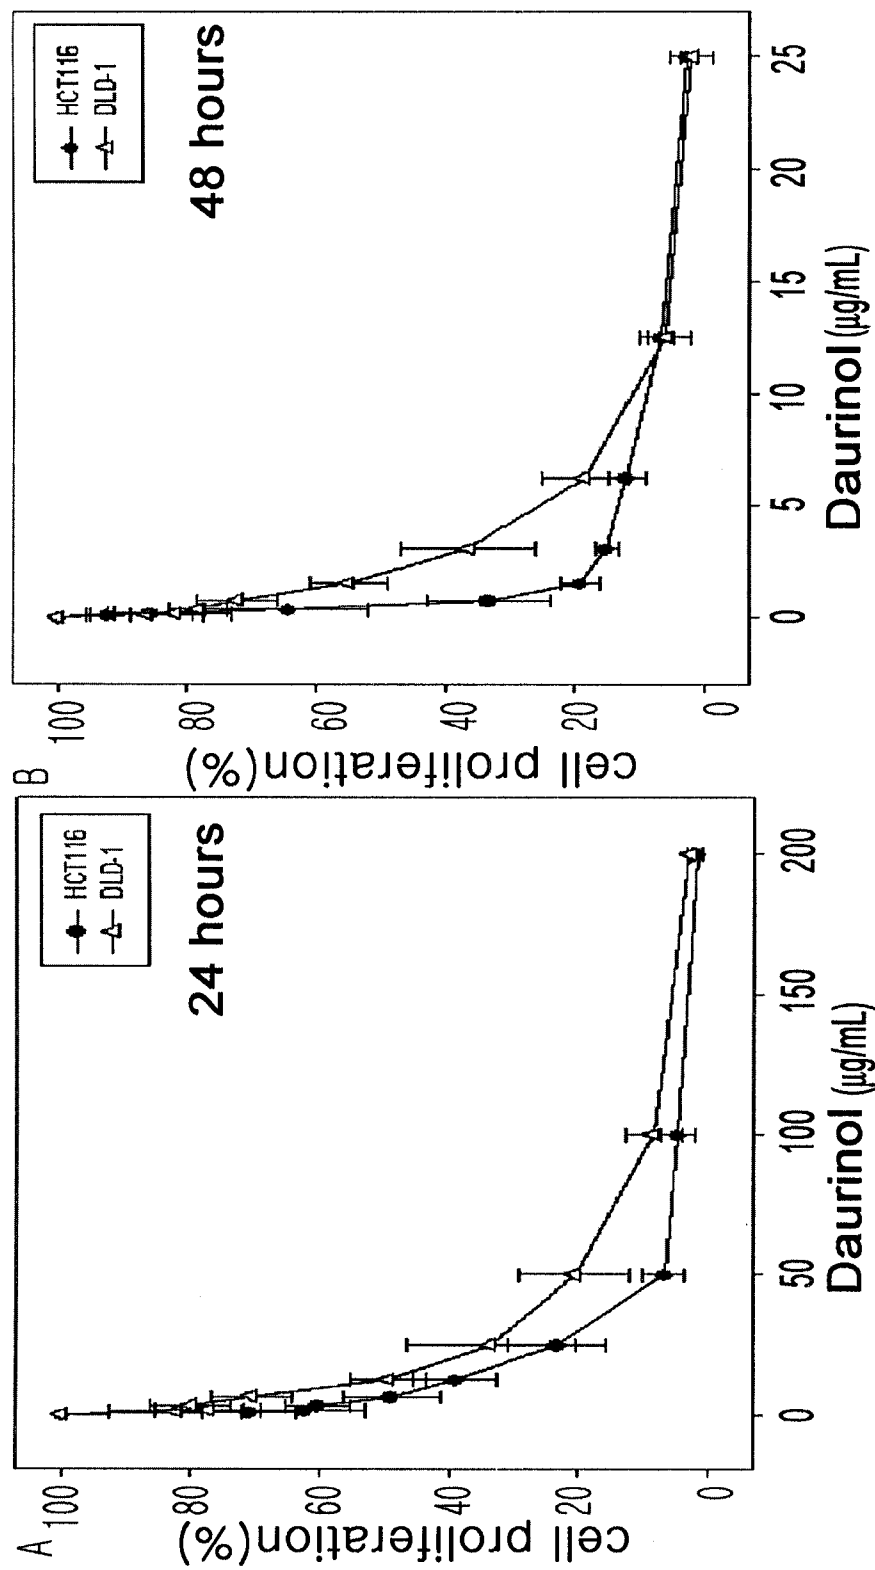 A
cell proliferation(%)
100
80
60
40
20
0
HCT116
DLD-1
24 hours
0
50
100
150
200
Daurinol (μg/mL)
B
cell proliferation(%)
100
80
60
40
20
0
HCT116
DLD-1
48 hours
0
5
10
15
20
25
Daurinol (μg/mL)